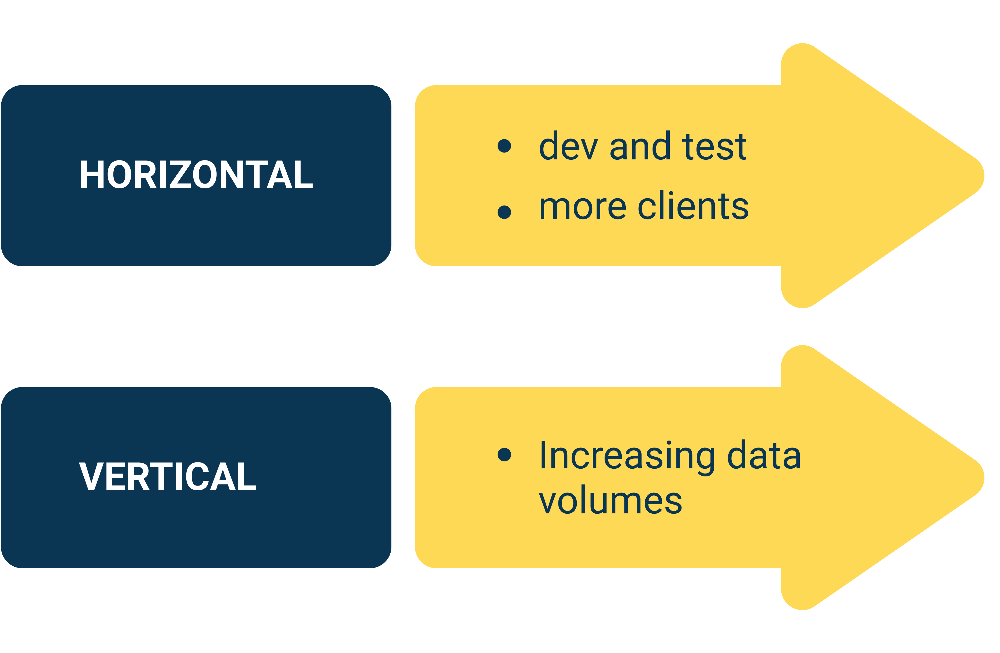 HORIZONTAL
• dev and test
• more clients
VERTICAL
• Increasing data
volumes